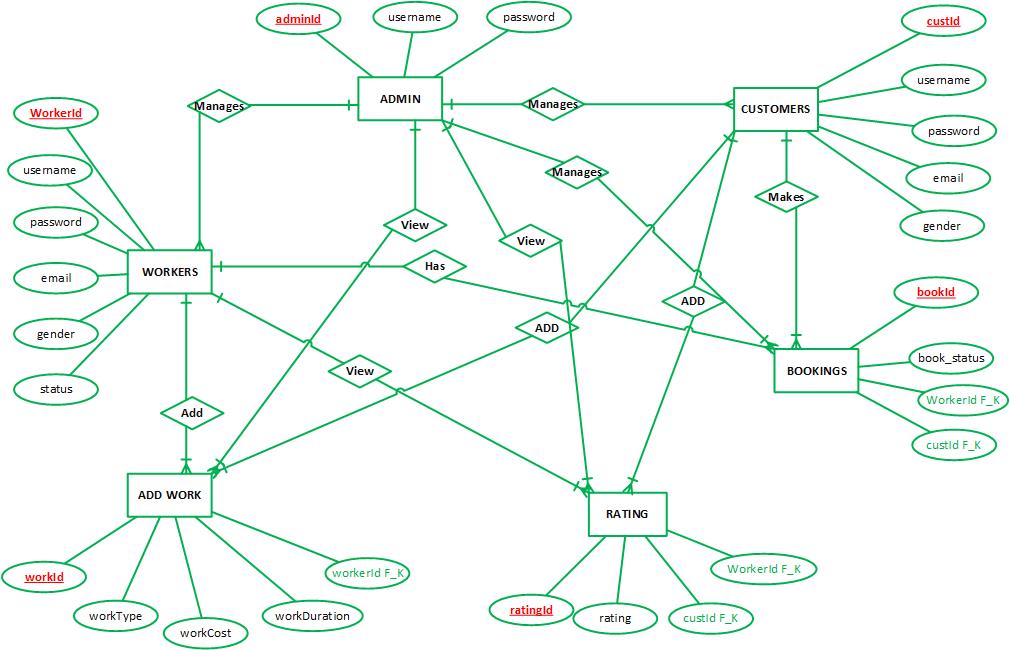 adminId
username
password
custId
ADMIN
Manages
Manages
CUSTOMERS
username
WorkerId
password
username
Manages
email
Makes
password
View
View
gender
WORKERS
Has
email
bookId
ADD
ADD
gender
book_status
View
BOOKINGS
status
WorkerId F_K
Add
custId F_K
ADD WORK
RATING
workerId F_K
WorkerId F_K
workId
ratingId
rating
custId F_K
workType
workCost
workDuration